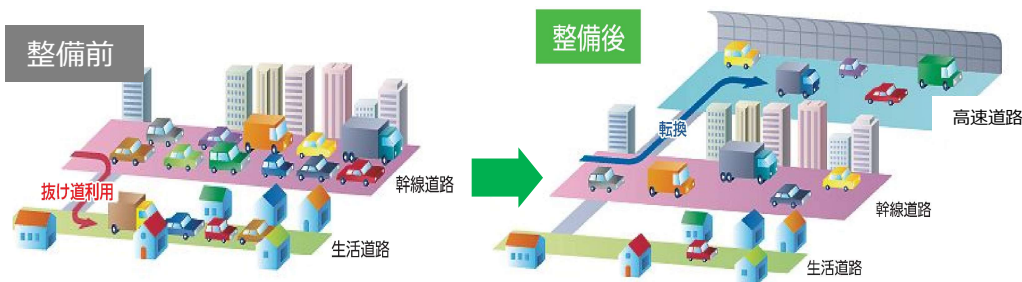 整備前
抜け道利用
幹線道路
生活道路
整備後
転換
高速道路
幹線道路
生活道路